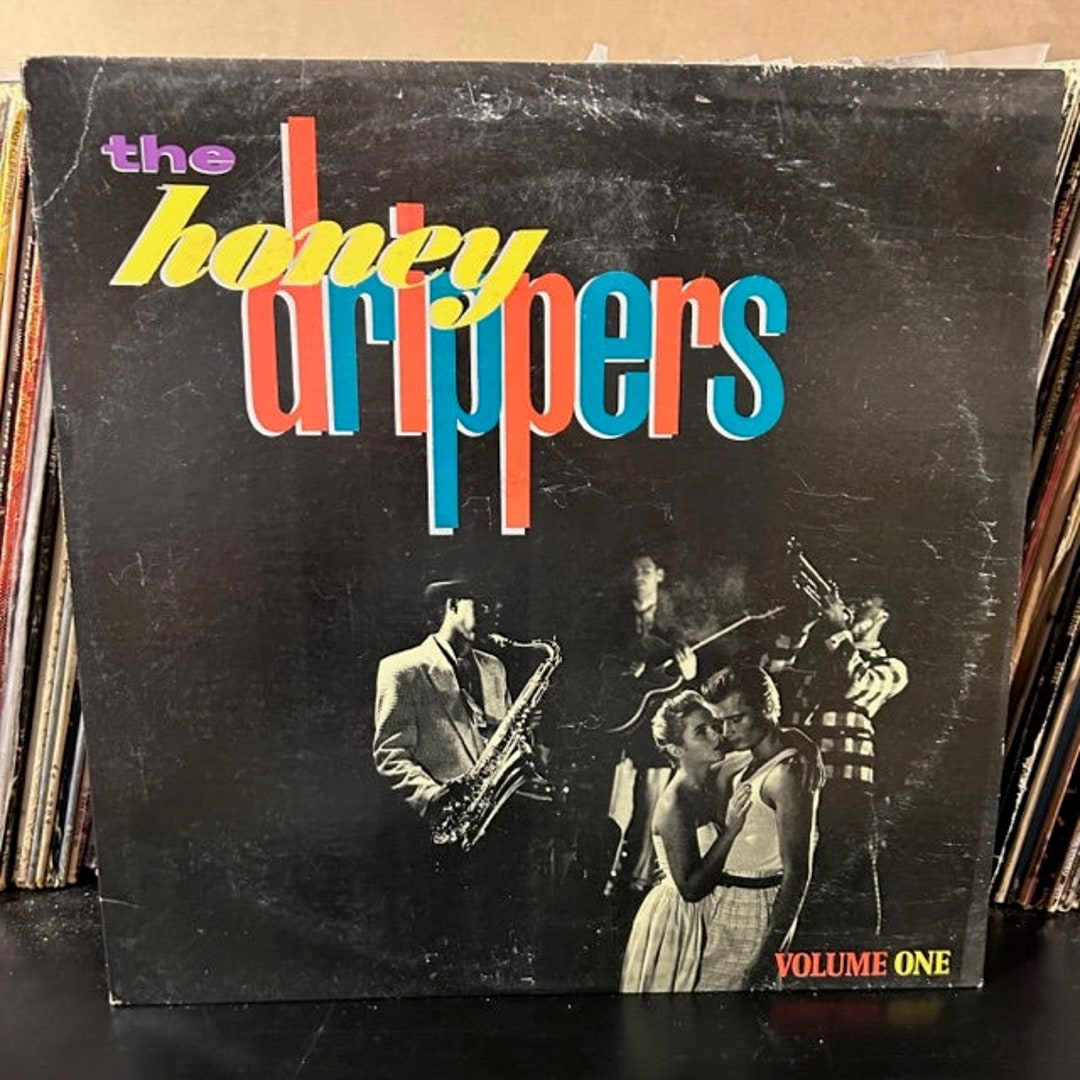 the
honey
drippers
VOLUME ONE